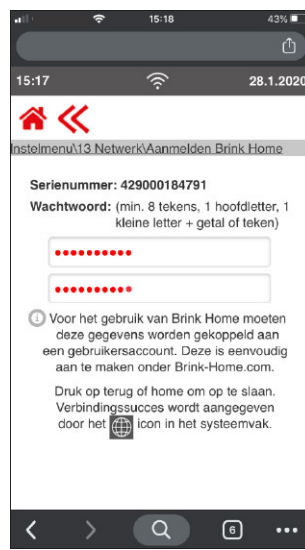 15:18
43%
15:17
28.1.2020
Instelmenu\13 Netwerk\Aanmelden Brink Home
Serienummer: 429000184791
Wachtwoord: (min. 8 tekens, 1 hoofdletter, 1
kleine letter + getal of teken)
Voor het gebruik van Brink Home moeten
deze gegevens worden gekoppeld aan
een gebruikersaccount. Deze is eenvoudig
aan te maken onder Brink-Home.com.
Druk op terug of home om op te slaan.
Verbindingssucces wordt aangegeven
door het icon in het systeemvak.
6